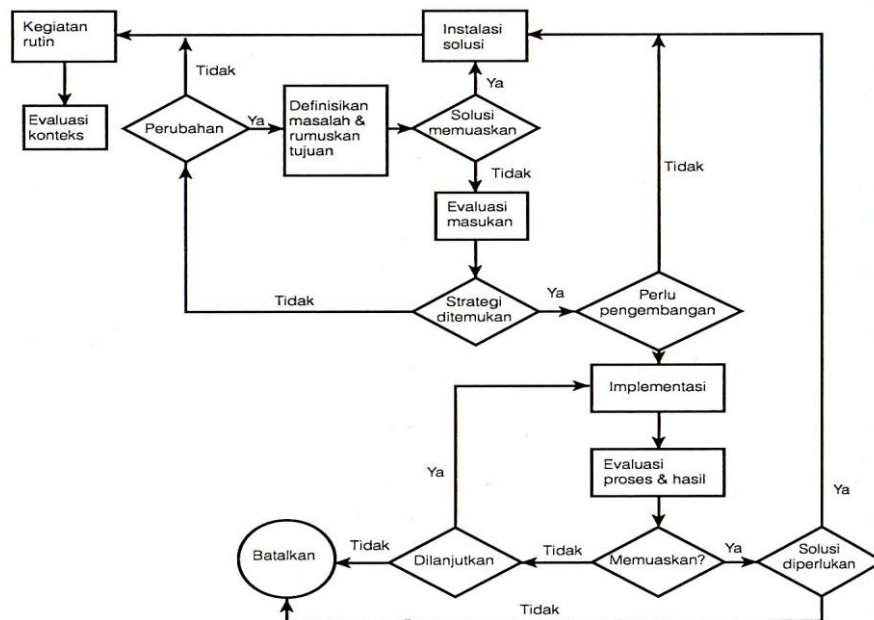 Kegiatan
rutin
Instalasi
solusi
Tidak
Ya
Tidak
Evaluasi
konteks
Perubahan
Ya
Definisikan
masalah &
rumuskan
tujuan
Solusi
memuaskan
Tidak
Evaluasi
masukan
Tidak
Strategi
ditemukan
Ya
Perlu
pengembangan
Implementasi
Ya
Evaluasi
proses & hasil
Ya
Batalkan
Tidak
Dilanjutkan
Tidak
Memuaskan?
Ya
Solusi
diperlukan
Tidak